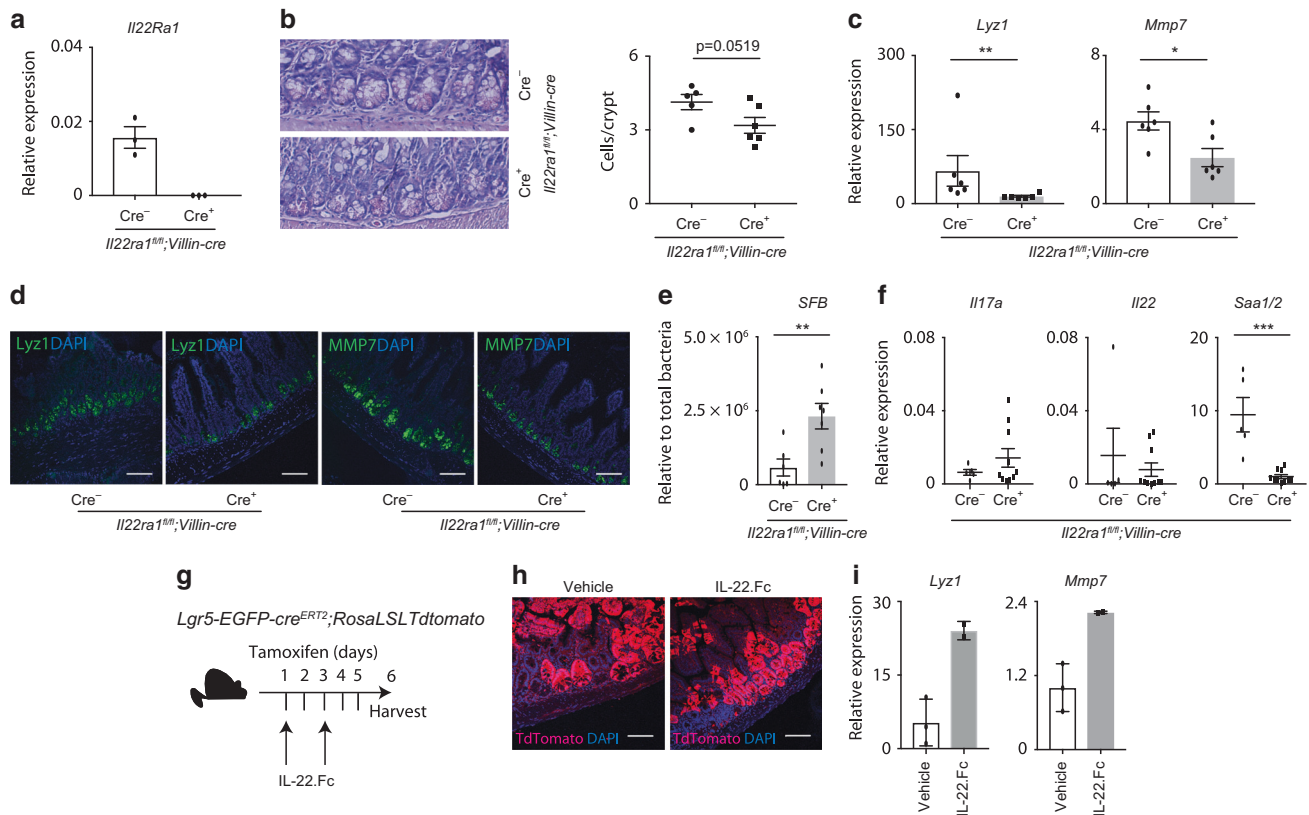 a
Il22Ra1
Relative expression
0.04
0.02
0
Cre⁻ Cre⁺
Il22ra1fl/fl;Villin-cre
b
Cre⁻
Cre⁺
Il22ra1fl/fl;Villin-cre
p=0.0519
Cells/crypt
6
3
0
Cre⁻ Cre⁺
Il22ra1fl/fl;Villin-cre
c
Lyz1
**
Relative expression
300
150
0
Cre⁻ Cre⁺
Mmp7
*
8
4
0
Cre⁻ Cre⁺
Il22ra1fl/fl;Villin-cre
d
Lyz1DAPI
Lyz1DAPI
MMP7DAPI
MMP7DAPI
Cre⁻ Cre⁺
Il22ra1fl/fl;Villin-cre
Cre⁻ Cre⁺
Il22ra1fl/fl;Villin-cre
e
SFB
**
Relative to total bacteria
5.0 × 10⁶
2.5 × 10⁶
0
Cre⁻ Cre⁺
Il22ra1fl/fl;Villin-cre
f
Il17a
Relative expression
0.08
0.04
0
Cre⁻ Cre⁺
Il22
0.08
0.04
0
Cre⁻ Cre⁺
Saa1/2
***
20
10
0
Cre⁻ Cre⁺
Il22ra1fl/fl;Villin-cre
g
Lgr5-EGFP-creERT2;RosaLSLTdtomato
Tamoxifen (days)
1 2 3 4 5 6
Harvest
IL-22.Fc
h
Vehicle
IL-22.Fc
TdTomato DAPI
TdTomato DAPI
i
Lyz1
Relative expression
30
15
0
Vehicle
IL-22.Fc
Mmp7
2.4
1.2
0
Vehicle
IL-22.Fc